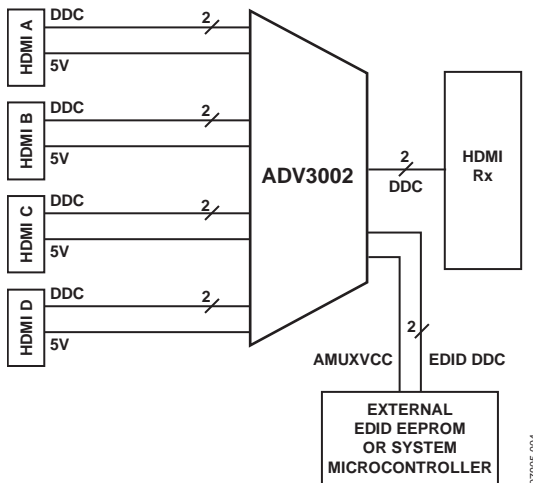 HDMI A
DDC
2
5V
HDMI B
DDC
2
5V
HDMI C
DDC
2
5V
HDMI D
DDC
2
5V
ADV3002
2
DDC
HDMI
Rx
2
AMUXVCC
EDID DDC
EXTERNAL
EDID EEPROM
OR SYSTEM
MICROCONTROLLER